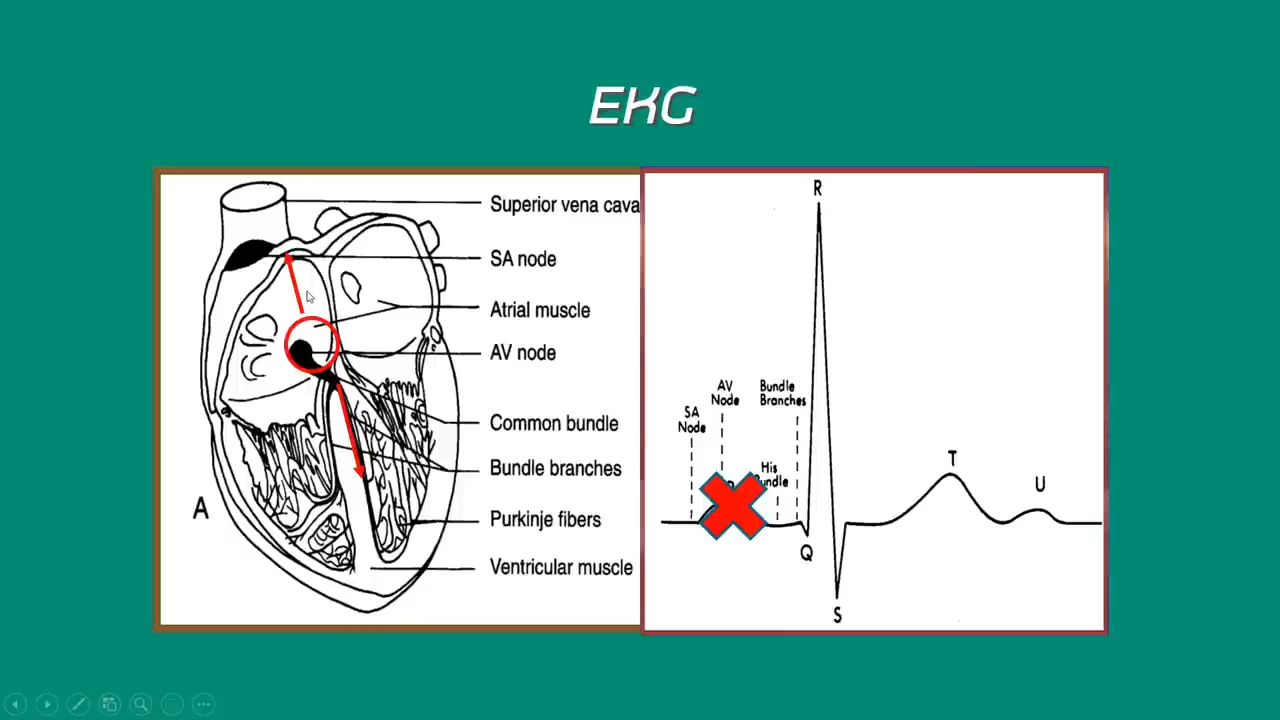 EKG
Superior vena cava
SA node
Atrial muscle
AV node
Common bundle
Bundle branches
Purkinje fibers
Ventricular muscle
A
R
AV
Node
Bundle
Branches
SA
Node
His
Bundle
T
U
Q
S